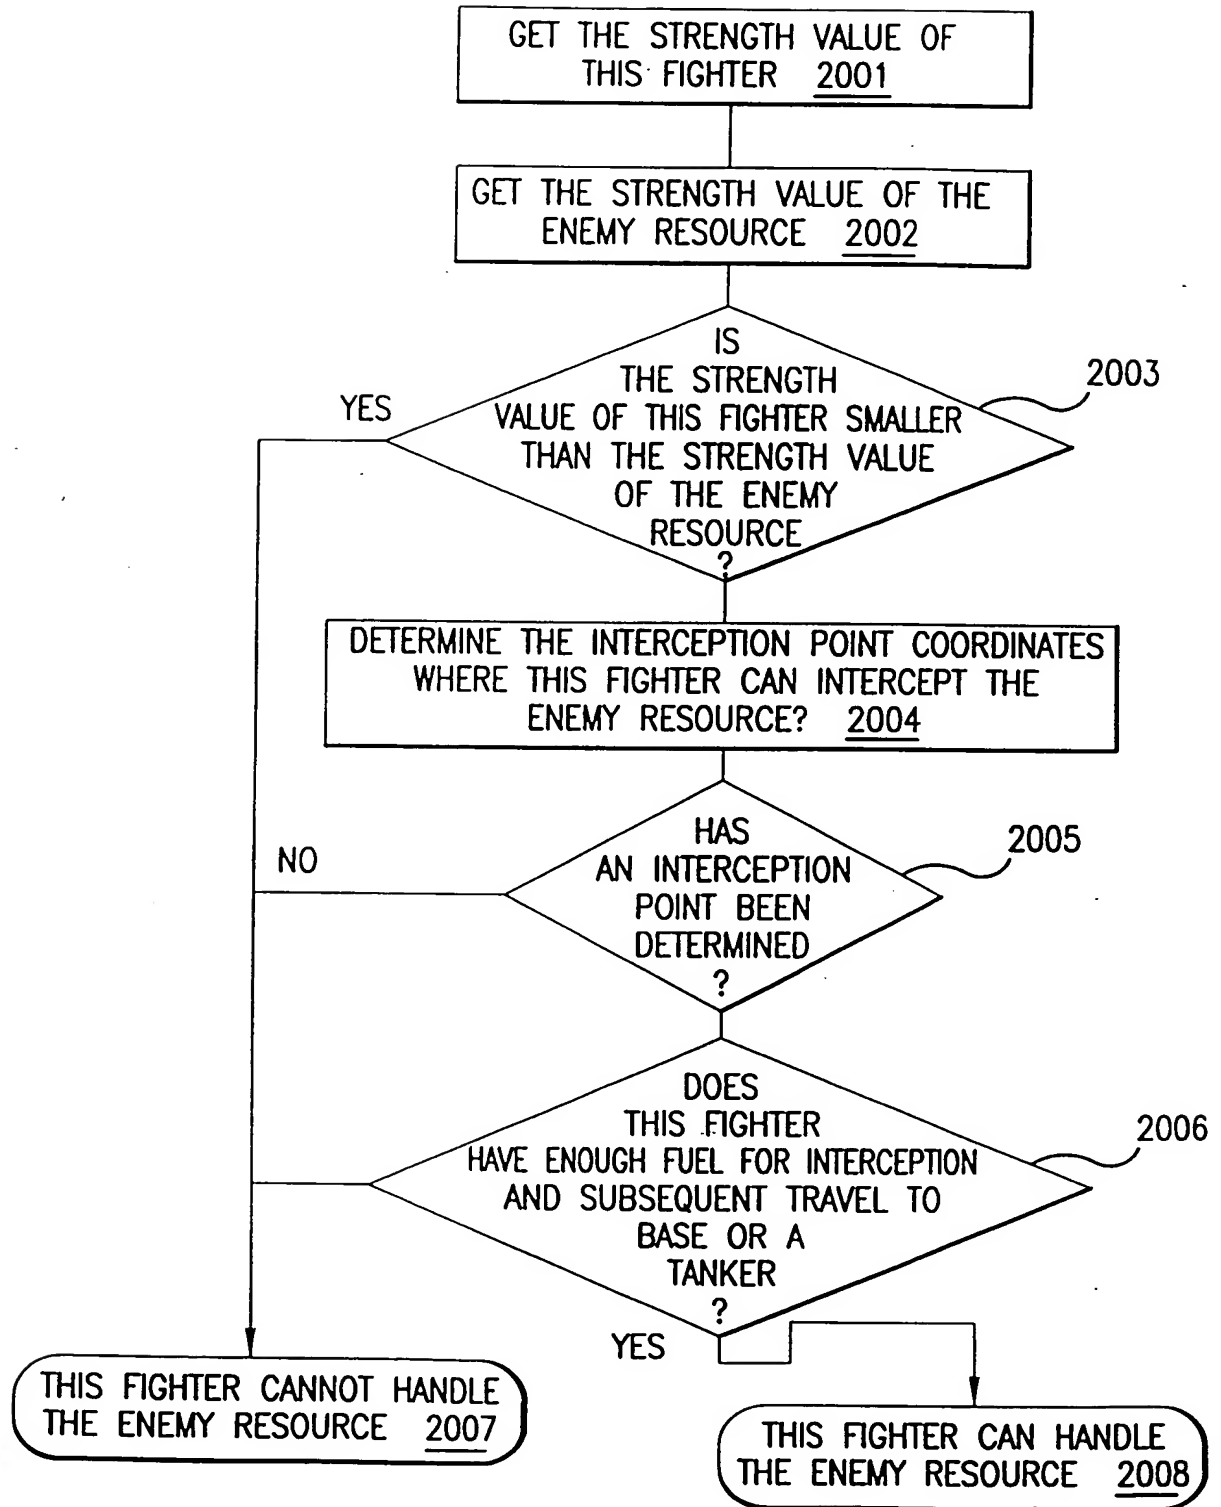 GET THE STRENGTH VALUE OF
THIS FIGHTER 2001
GET THE STRENGTH VALUE OF THE
ENEMY RESOURCE 2002
IS
THE STRENGTH
VALUE OF THIS FIGHTER SMALLER
THAN THE STRENGTH VALUE
OF THE ENEMY
RESOURCE
?
2003
YES
DETERMINE THE INTERCEPTION POINT COORDINATES
WHERE THIS FIGHTER CAN INTERCEPT THE
ENEMY RESOURCE? 2004
HAS
AN INTERCEPTION
POINT BEEN
DETERMINED
?
2005
NO
DOES
THIS FIGHTER
HAVE ENOUGH FUEL FOR INTERCEPTION
AND SUBSEQUENT TRAVEL TO
BASE OR A
TANKER
?
2006
YES
THIS FIGHTER CANNOT HANDLE
THE ENEMY RESOURCE 2007
THIS FIGHTER CAN HANDLE
THE ENEMY RESOURCE 2008